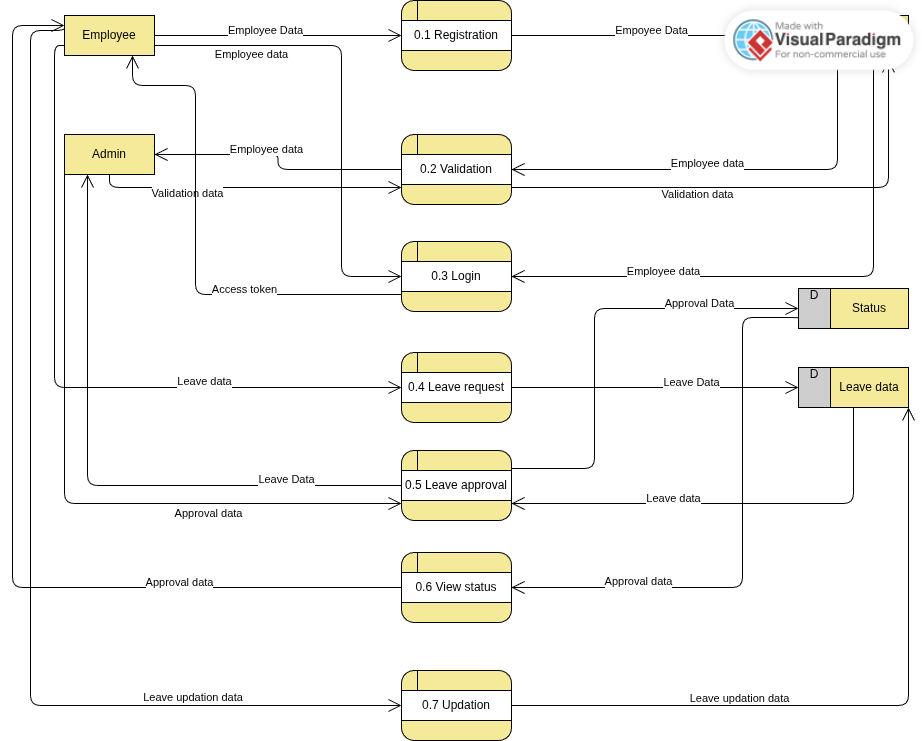 Employee
Employee Data
0.1 Registration
Empoyee Data
Made with
VisualParadigm
For non-commercial use
Employee data
Admin
Employee data
0.2 Validation
Employee data
Validation data
Validation data
0.3 Login
Employee data
Access token
Approval Data
D
Status
Leave data
0.4 Leave request
Leave Data
D
Leave data
Leave Data
0.5 Leave approval
Leave data
Approval data
Approval data
0.6 View status
Approval data
Leave updation data
0.7 Updation
Leave updation data